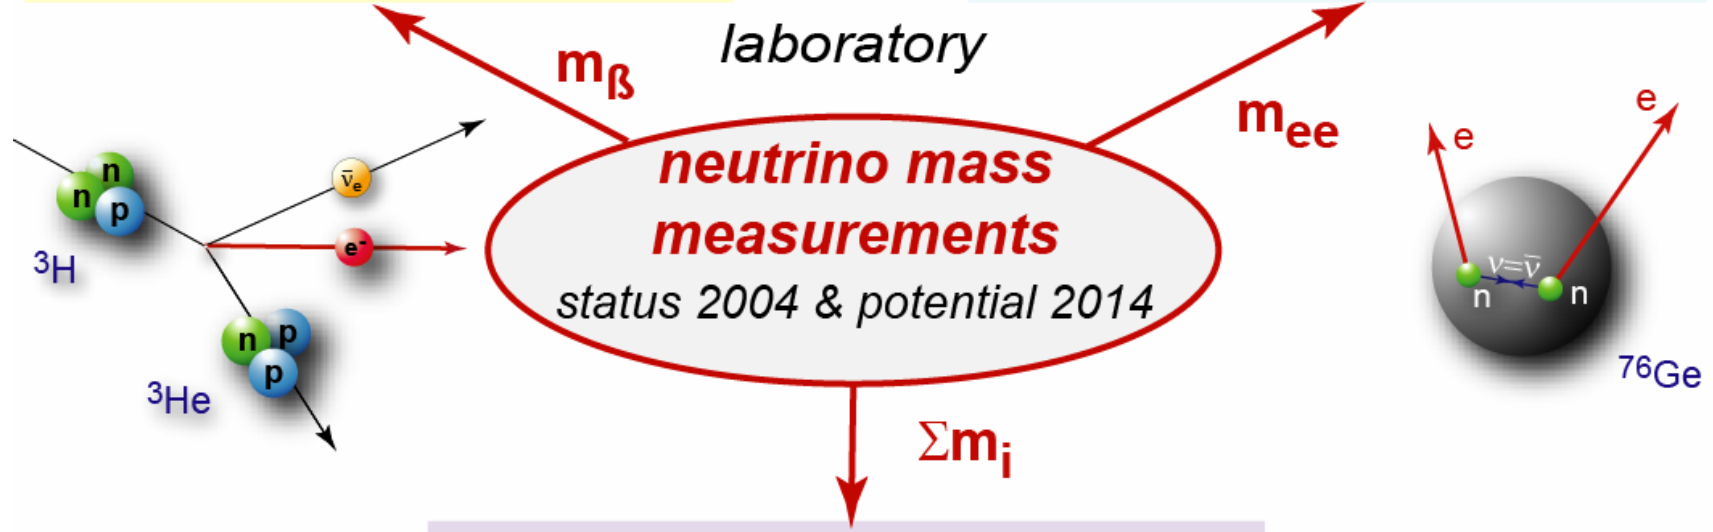 laboratory
mß
mee
neutrino mass
measurements
status 2004 & potential 2014
Σmi
n
n
p
³H
ν̄e
e⁻
n
p
p
³He
e
e
ν=ν̄
n
n
⁷⁶Ge